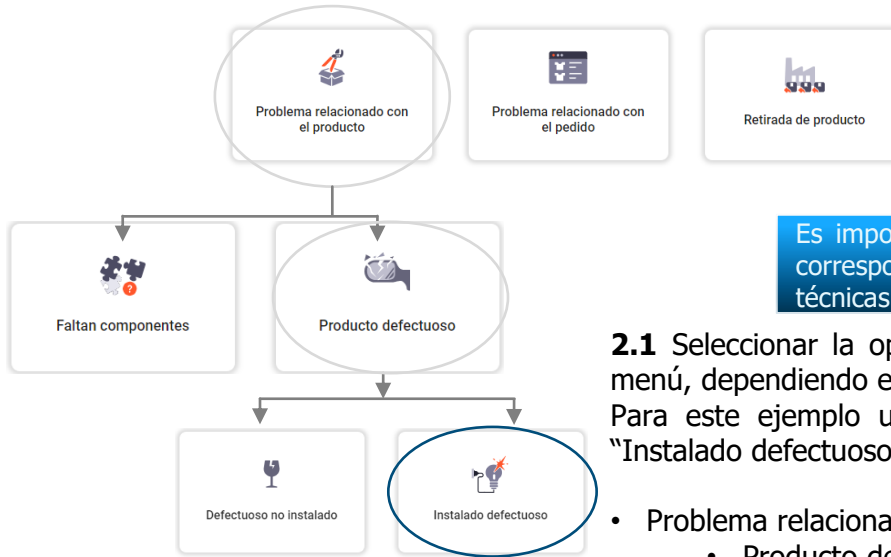 Problema relacionado con
el producto
Problema relacionado con
el pedido
Retirada de producto
Faltan componentes
Producto defectuoso
Defectuoso no instalado
Instalado defectuoso
Es impo
correspo
técnicas
2.1 Seleccionar la op
menú, dependiendo e
Para este ejemplo u
“Instalado defectuoso
• Problema relaciona
• Producto de